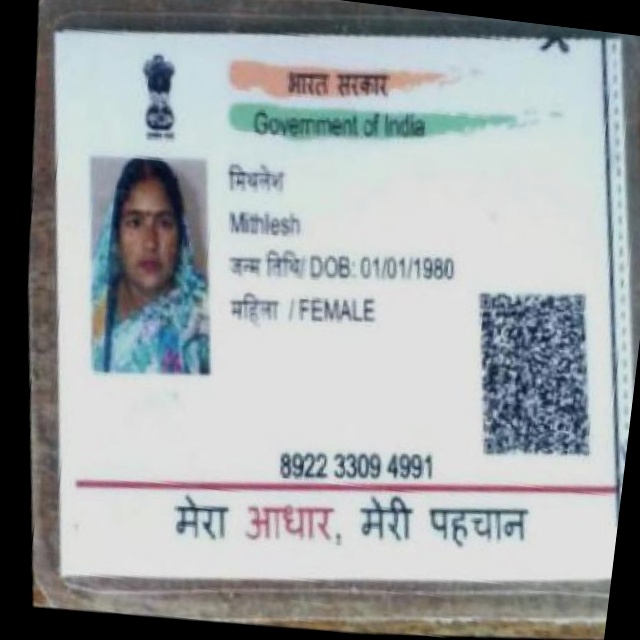 भारत सरकार
Government of India
मिथलेश
Mithlesh
जन्म तिथि/ DOB: 01/01/1980
महिला / FEMALE
8922 3309 4991
मेरा आधार, मेरी पहचान